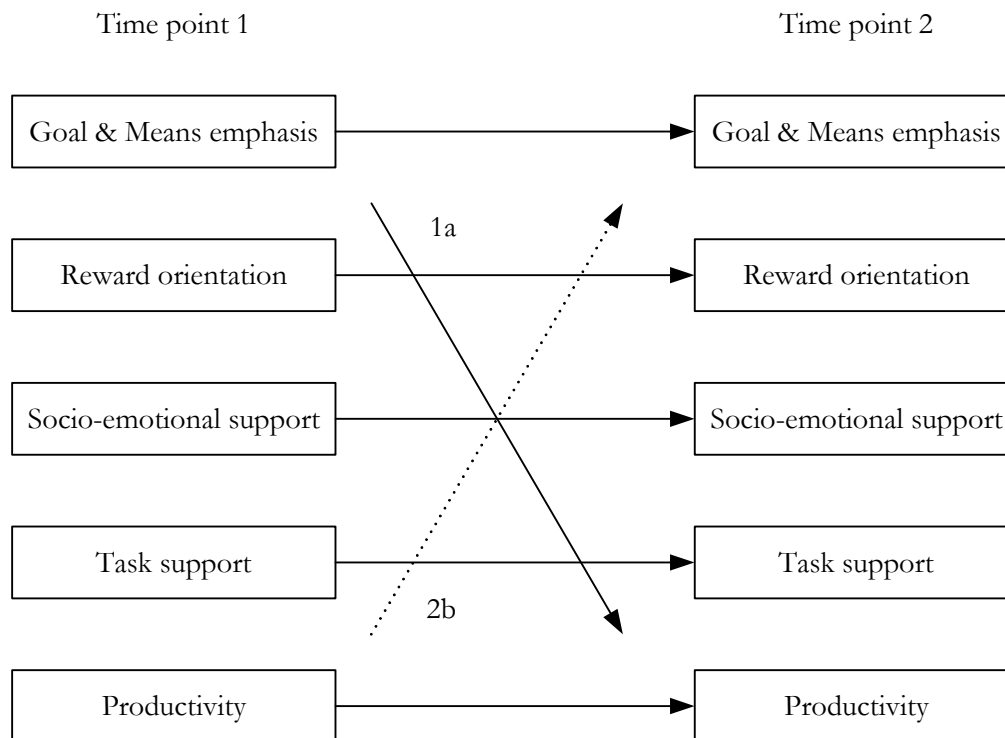 Time point 1
Time point 2
Goal & Means emphasis
Goal & Means emphasis
1a
Reward orientation
Reward orientation
Socio-emotional support
Socio-emotional support
Task support
Task support
2b
Productivity
Productivity